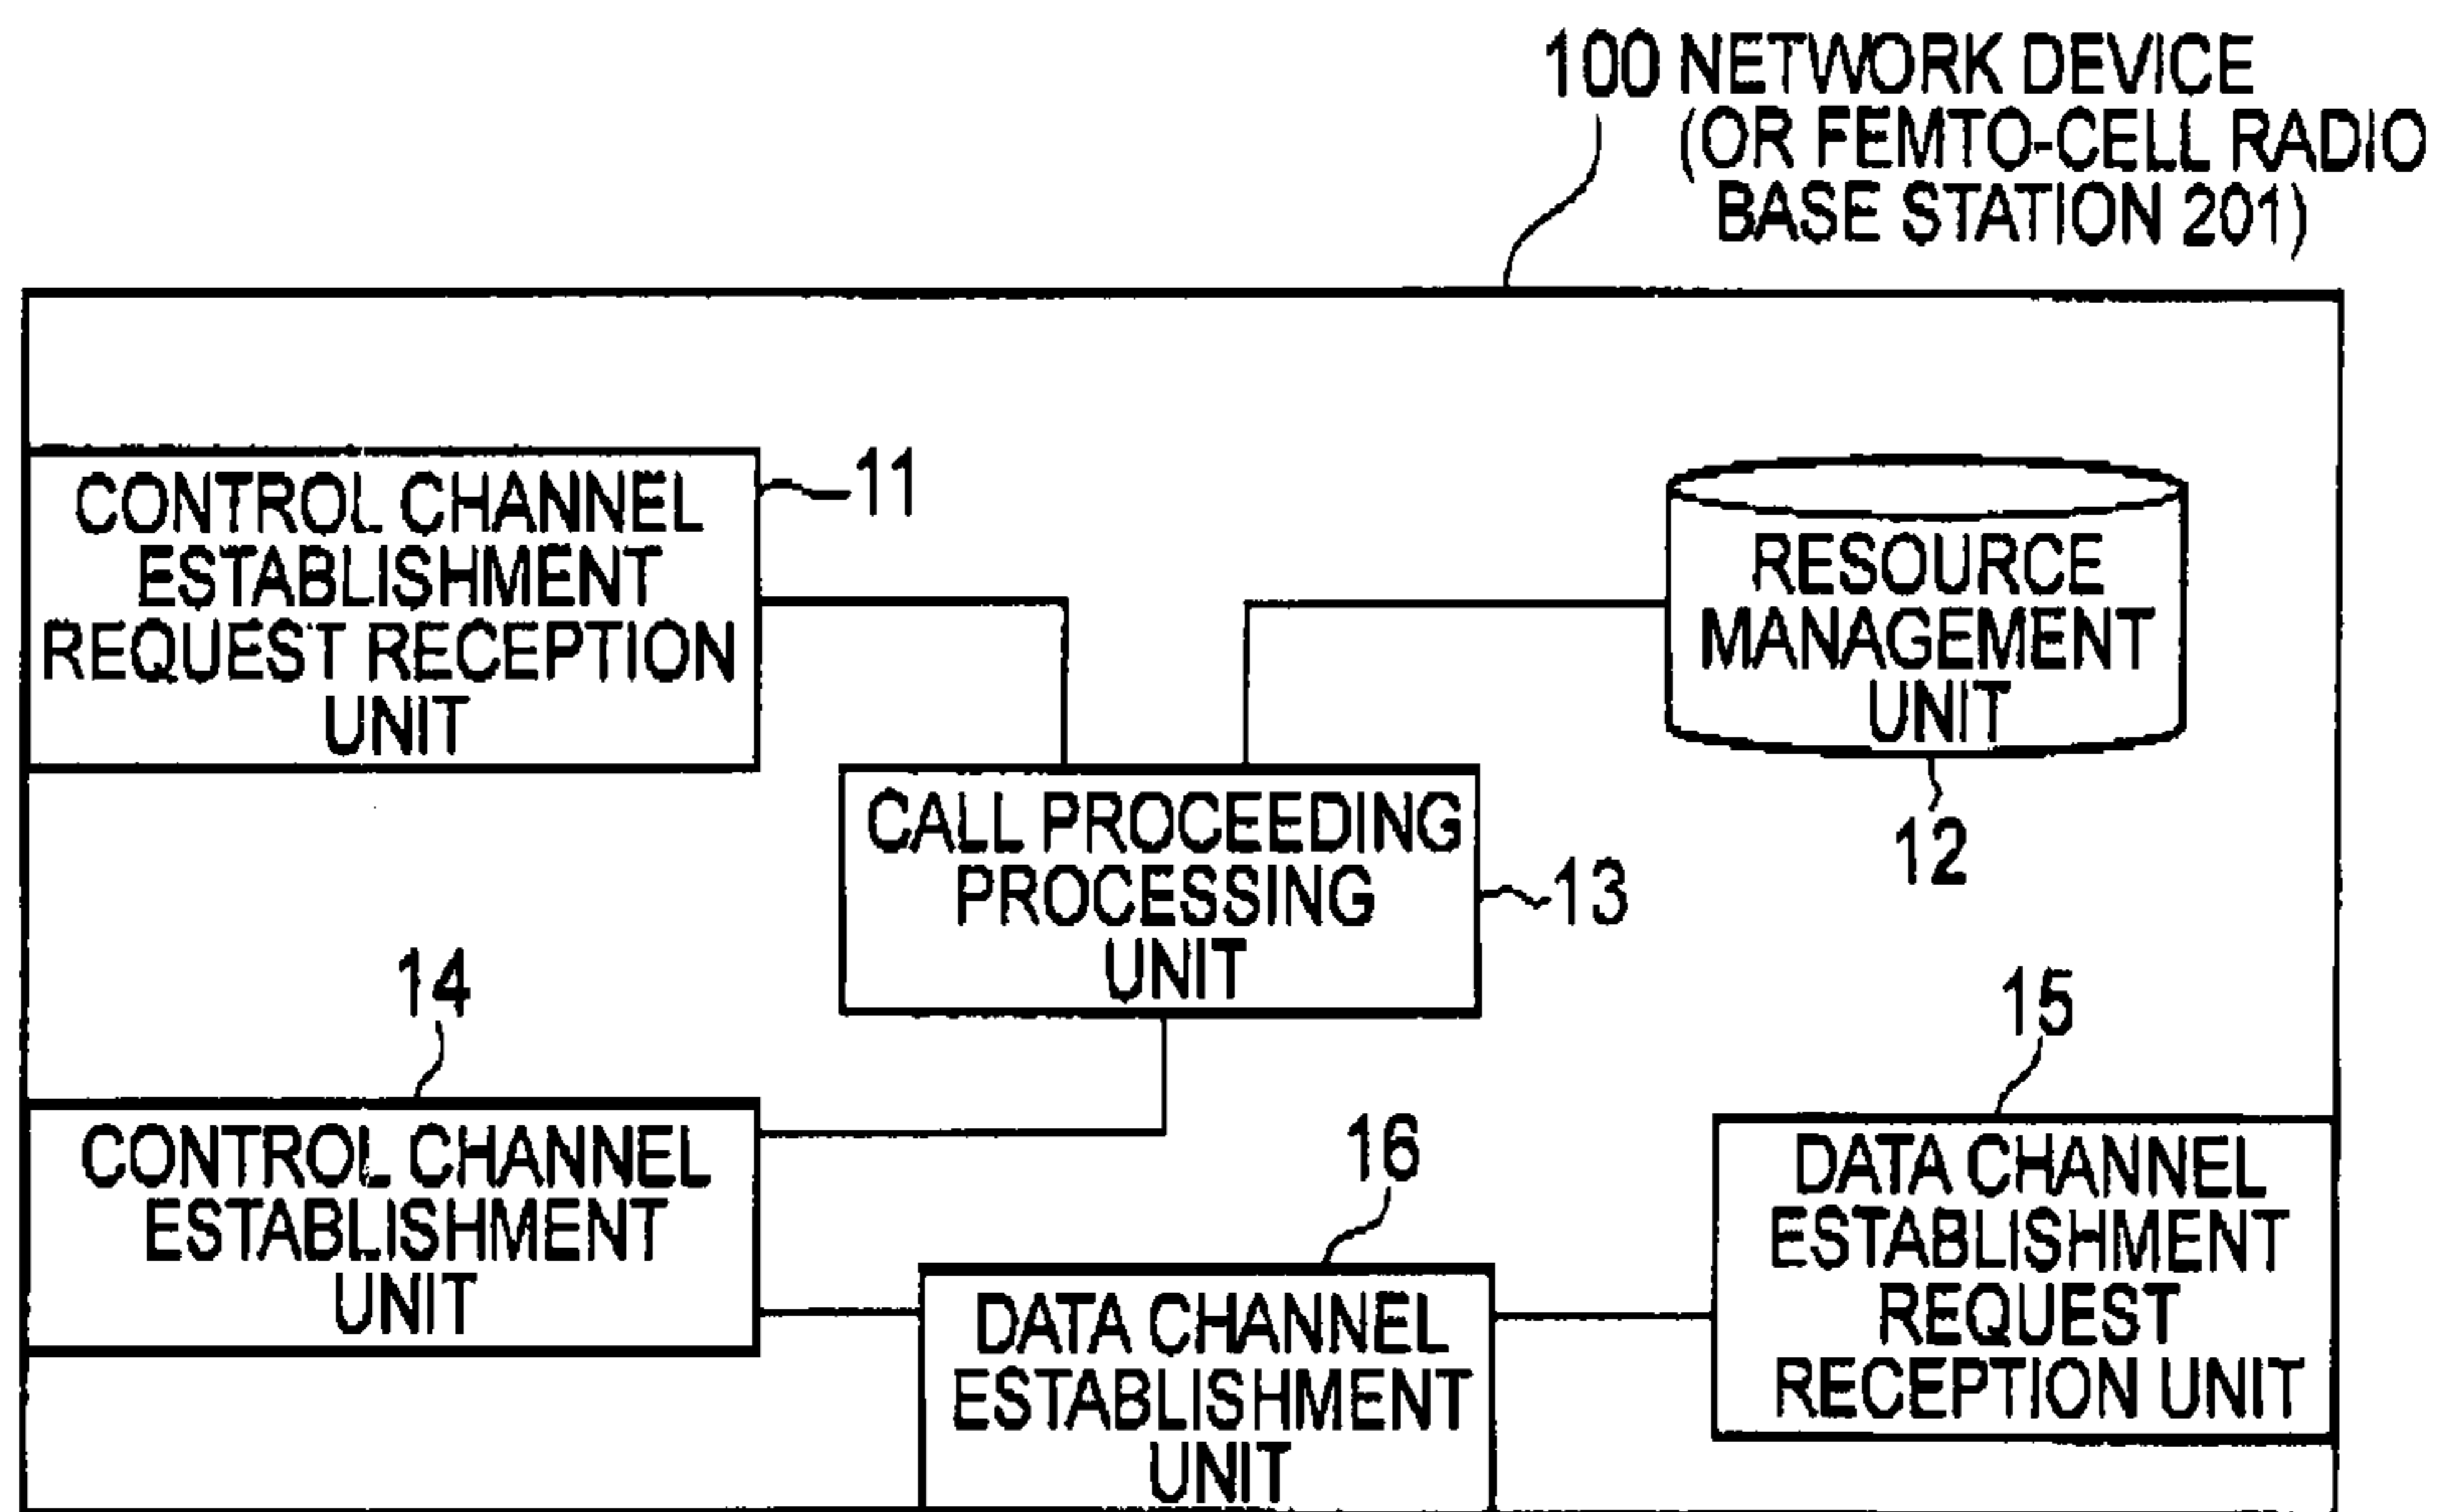 100 NETWORK DEVICE
(OR FEMTO-CELL RADIO
BASE STATION 201)
CONTROL CHANNEL
ESTABLISHMENT
REQUEST RECEPTION
UNIT
11
RESOURCE
MANAGEMENT
UNIT
12
CALL PROCEEDING
PROCESSING
UNIT
13
14
CONTROL CHANNEL
ESTABLISHMENT
UNIT
16
DATA CHANNEL
ESTABLISHMENT
UNIT
15
DATA CHANNEL
ESTABLISHMENT
REQUEST
RECEPTION UNIT